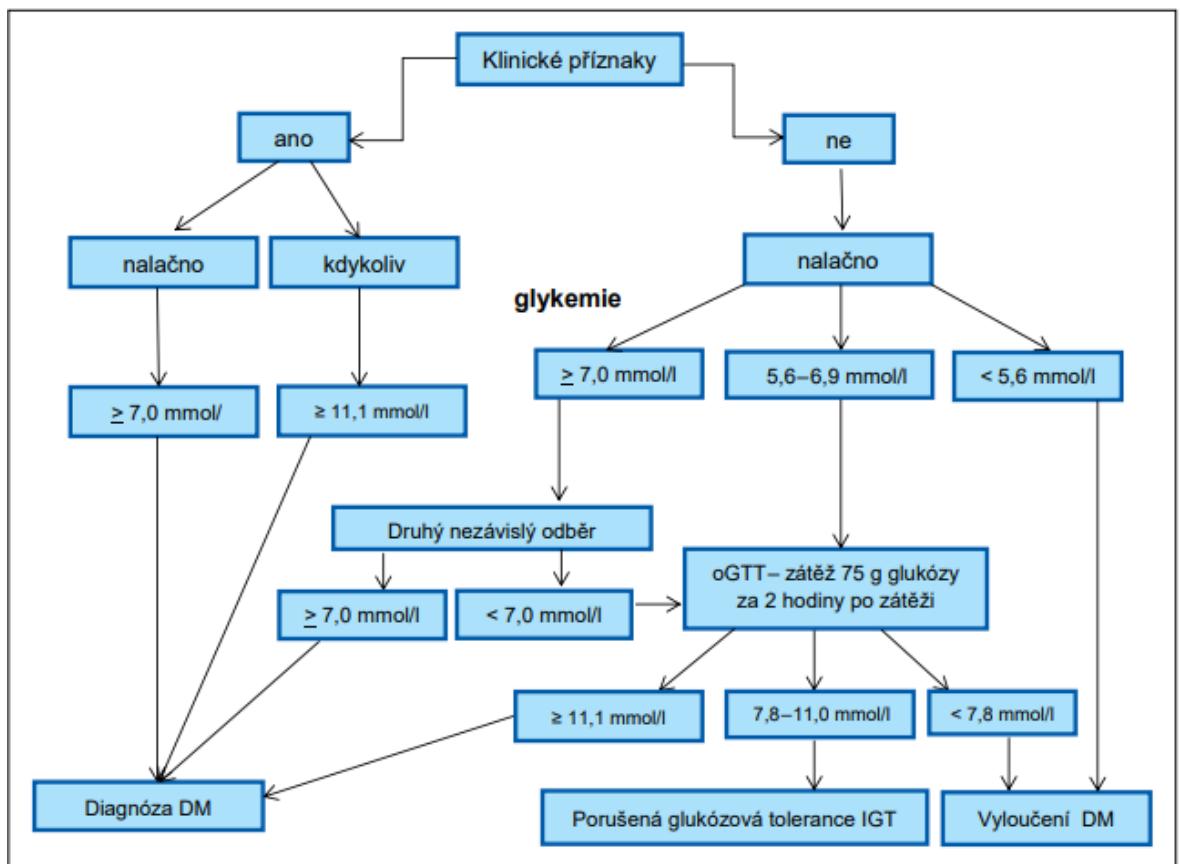 Klinické příznaky
ano
ne
nalačno
kdykoliv
nalačno
glykemie
≥ 7,0 mmol/l
5,6–6,9 mmol/l
< 5,6 mmol/l
≥ 7,0 mmol/
≥ 11,1 mmol/l
Druhý nezávislý odběr
oGTT– zátěž 75 g glukózy
za 2 hodiny po zátěži
≥ 7,0 mmol/l
< 7,0 mmol/l
≥ 11,1 mmol/l
7,8–11,0 mmol/l
< 7,8 mmol/l
Diagnóza DM
Porušená glukózová tolerance IGT
Vyloučení DM